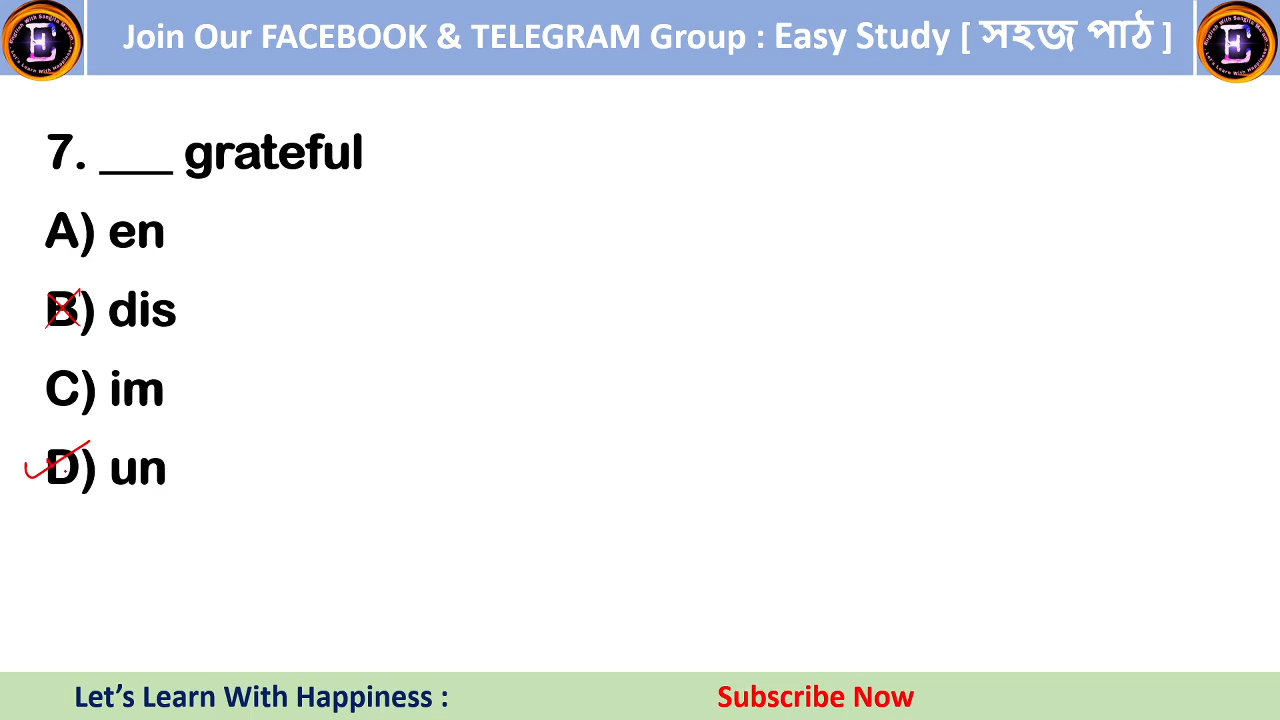 Join Our FACEBOOK & TELEGRAM Group : Easy Study [ সহজ পাঠ ]
7. ___ grateful
A) en
B) dis
C) im
D) un
Let's Learn With Happiness :
Subscribe Now